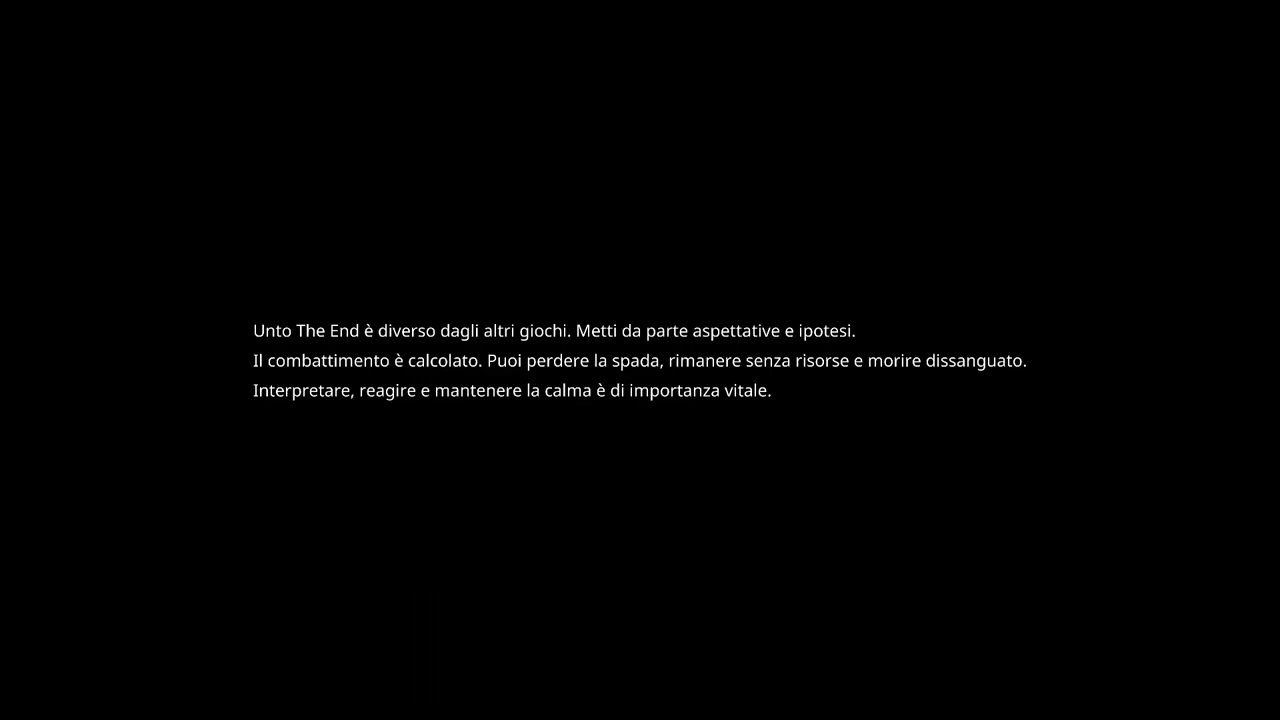 Unto The End è diverso dagli altri giochi. Metti da parte aspettative e ipotesi.
Il combattimento è calcolato. Puoi perdere la spada, rimanere senza risorse e morire dissanguato.
Interpretare, reagire e mantenere la calma è di importanza vitale.